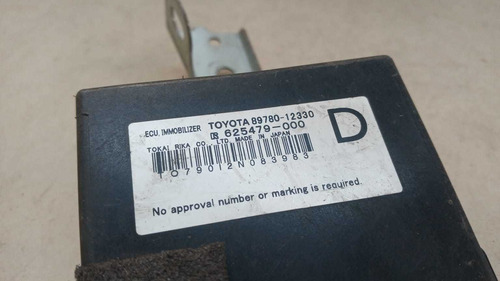 ECU, IMMOBILIZER TOYOTA 89780-12330
625479-000
TOKAI RIKA CO., LTD. MADE IN JAPAN
D
No approval number or marking is required.